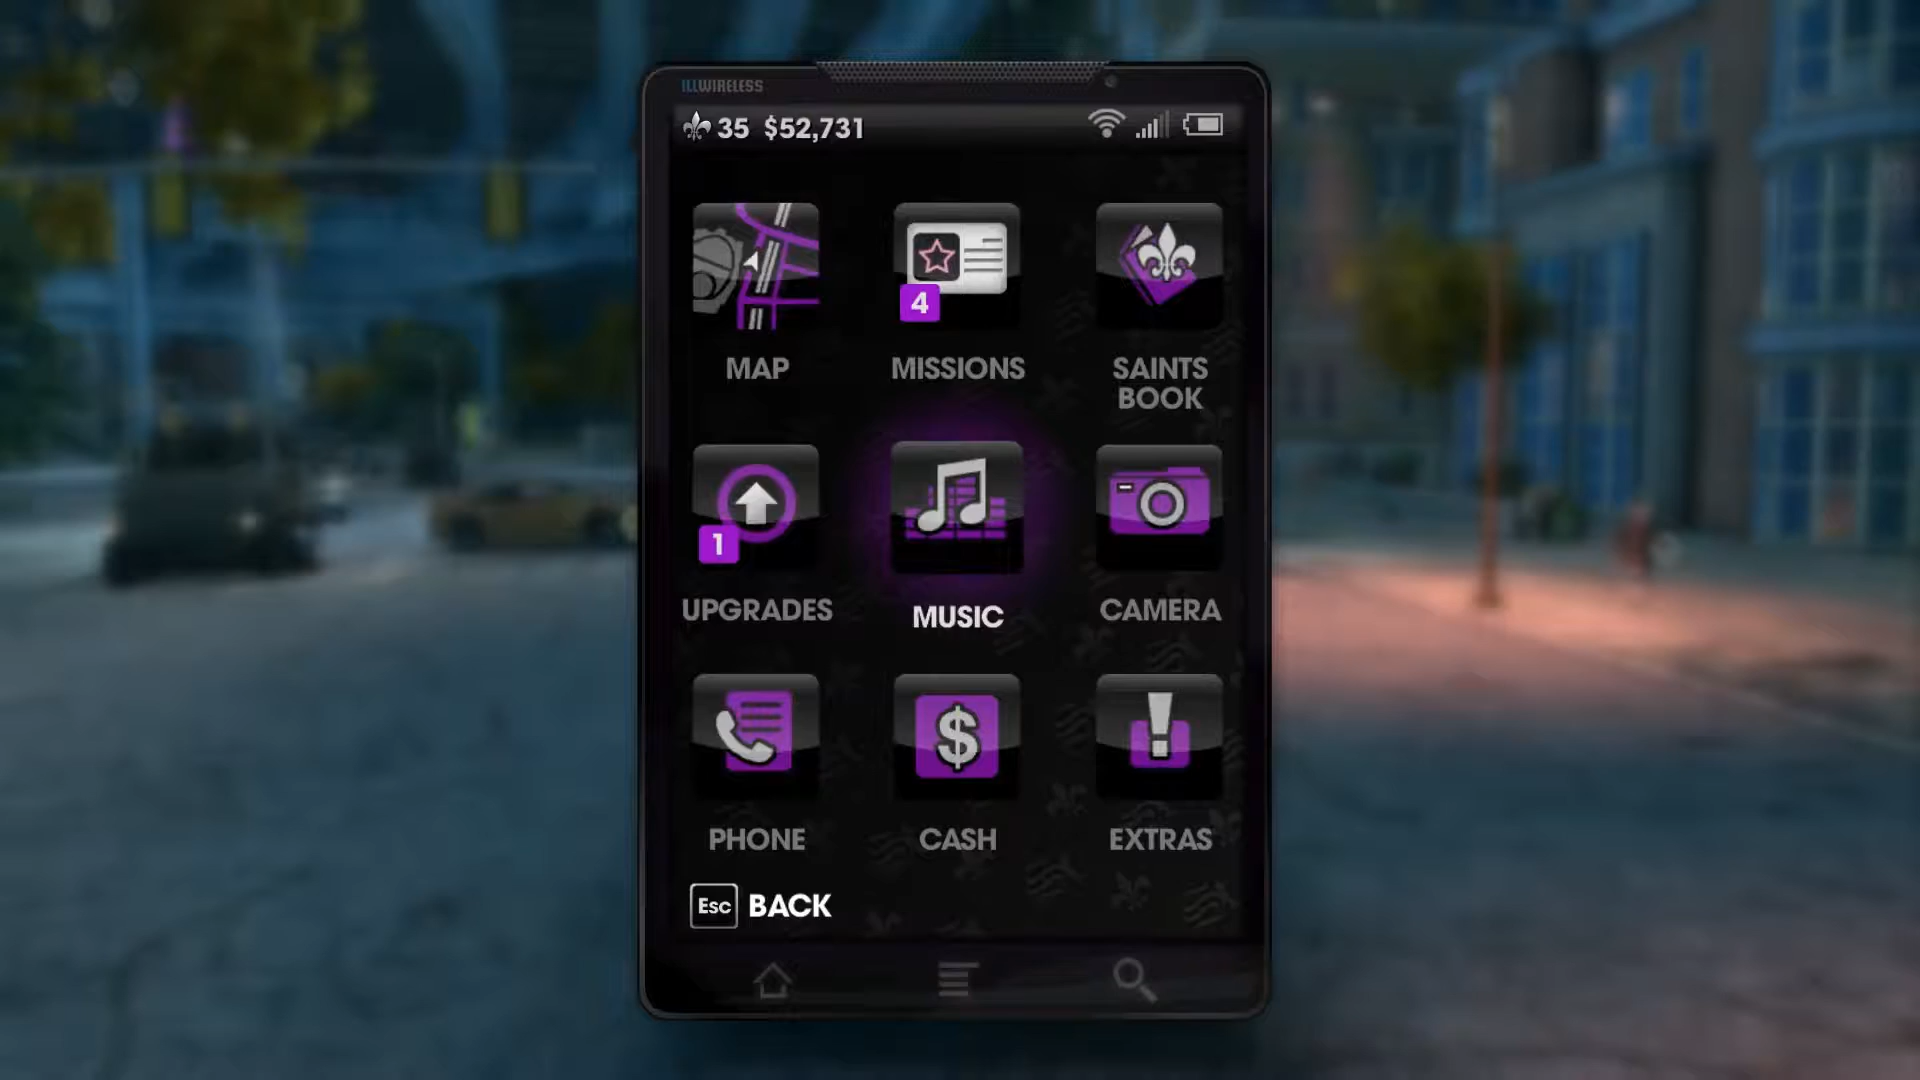 ILLWIRELESS
35 $52,731
4
MAP MISSIONS SAINTS
BOOK
1
UPGRADES MUSIC CAMERA
$
!
PHONE CASH EXTRAS
Esc BACK